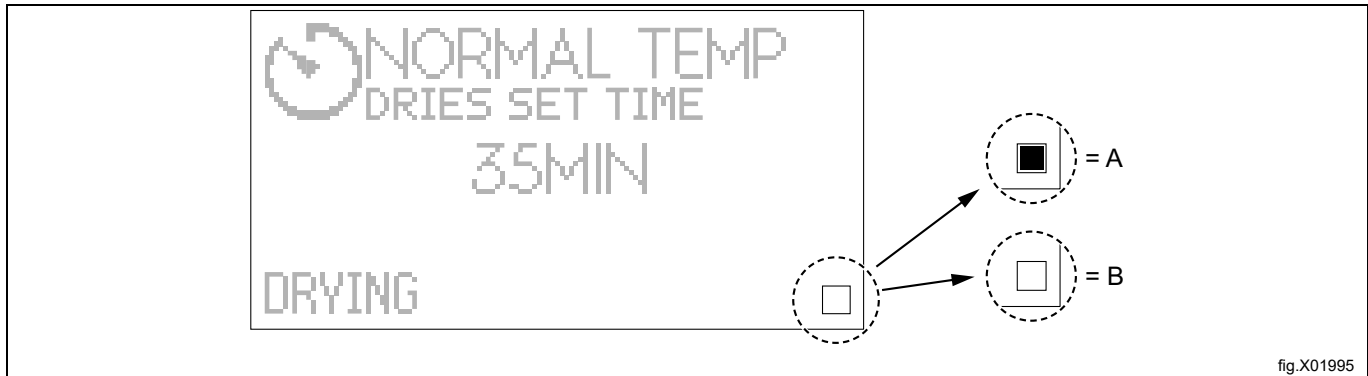 NORMAL TEMP
DRIES SET TIME
35MIN
= A
= B
DRYING
fig.X01995